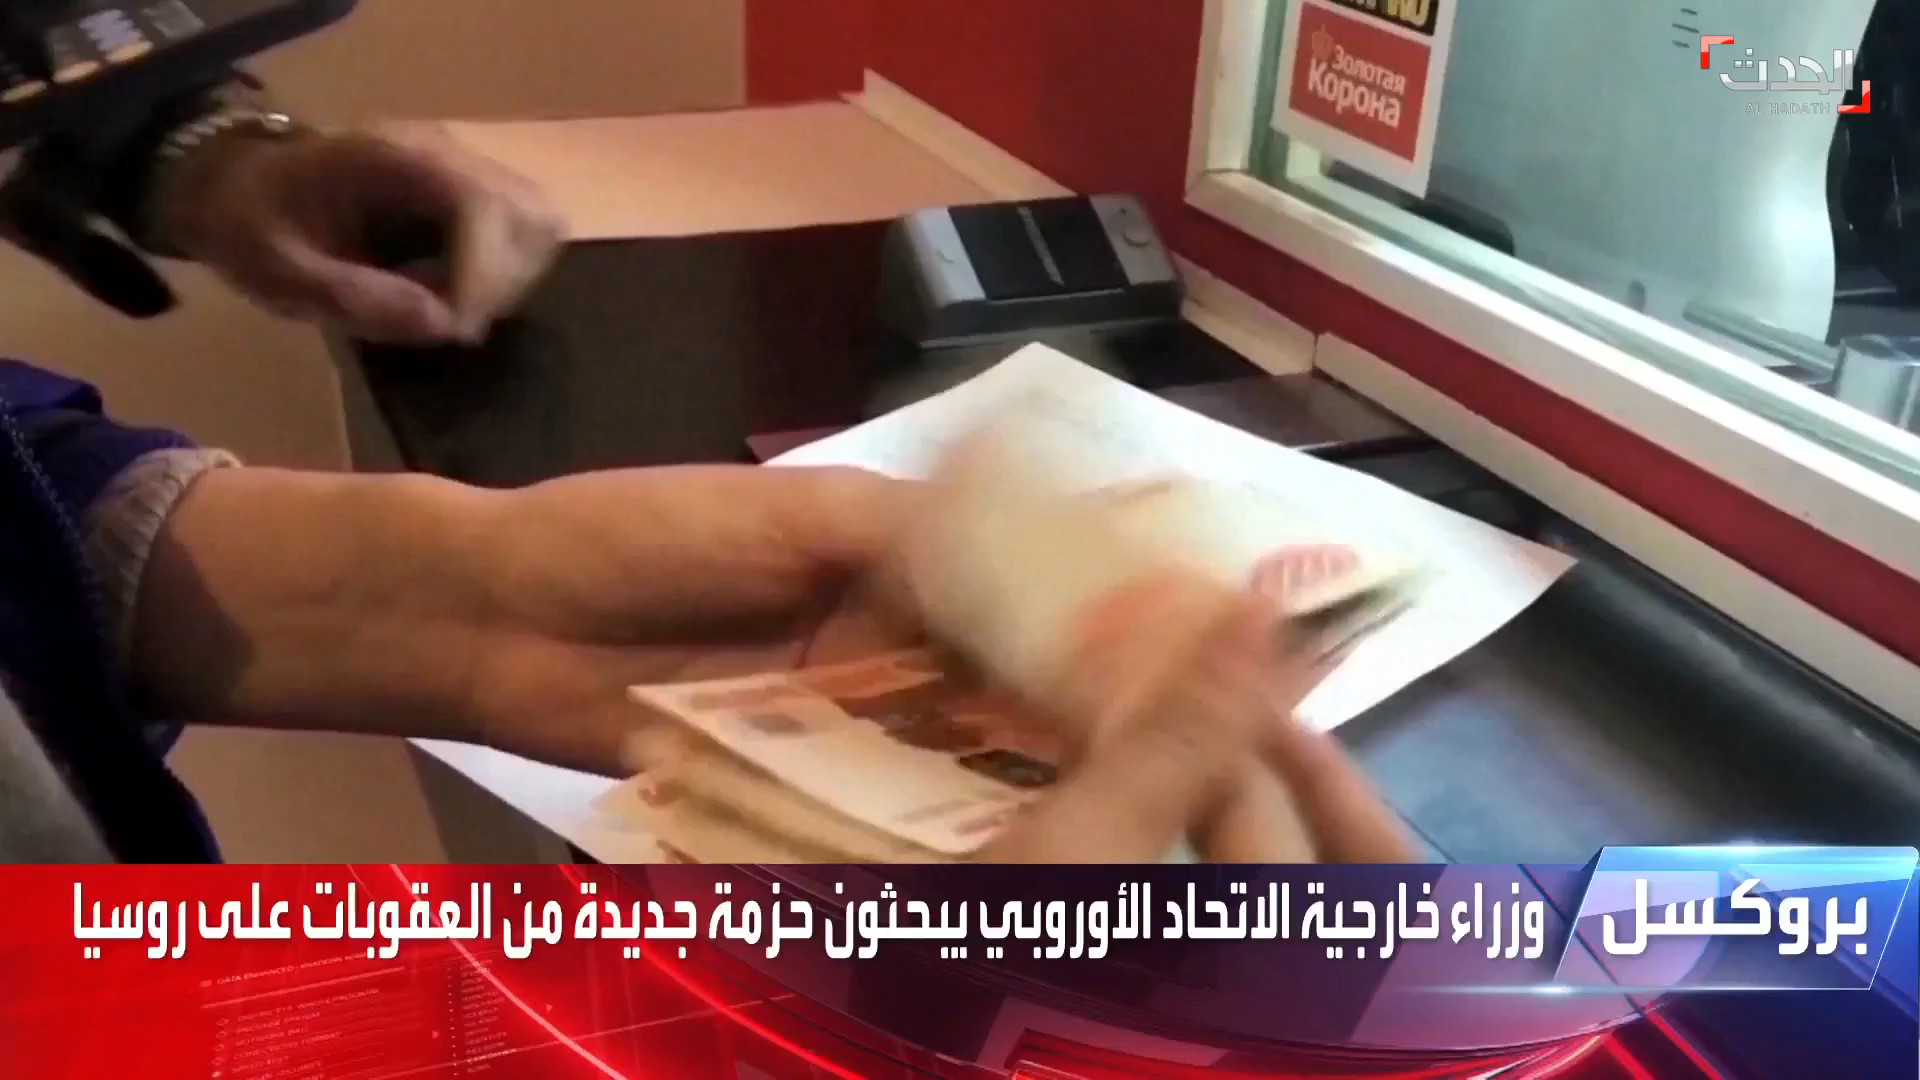 Золотая
Корона
الحدث
AL HADATH
بروكسل
وزراء خارجية الاتحاد الأوروبي يبحثون حزمة جديدة من العقوبات على روسيا